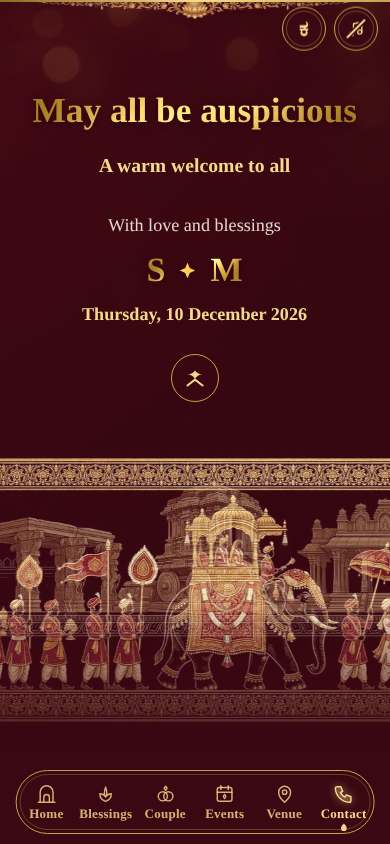 ಕ
May all be auspicious
A warm welcome to all
With love and blessings
S ✦ M
Thursday, 10 December 2026
Home
Blessings
Couple
Events
Venue
Contact